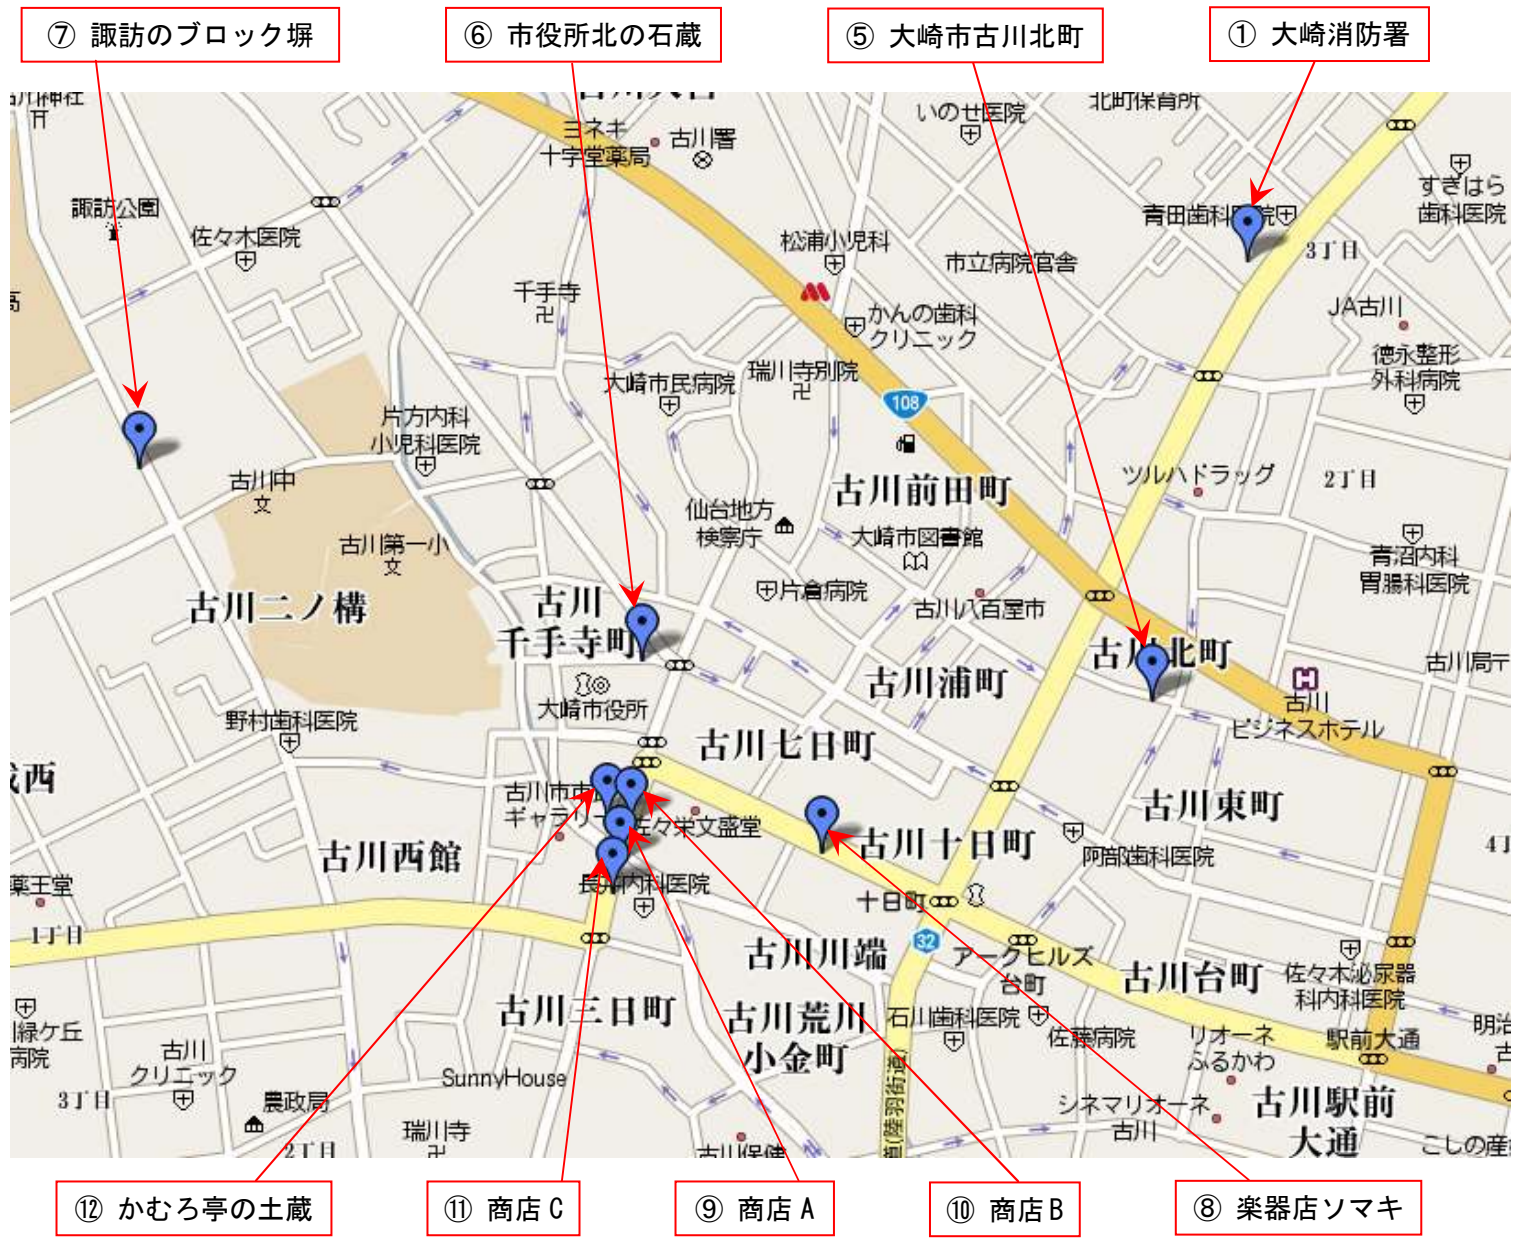 ⑦ 諏訪のブロック塀
⑥ 市役所北の石蔵
⑤ 大崎市古川北町
① 大崎消防署
北町保育所
いのせ医院
ヨネキ
十字堂薬局
古川署
すぎはら
歯科医院
諏訪公園
佐々木医院
松浦小児科
市立病院官舎
3丁目
千手寺
かんの歯科
クリニック
JA古川
徳永整形
外科病院
大崎市民病院
瑞川寺別院
108
片方内科
小児科医院
古川中
文
ツルハドラッグ
2丁目
古川前田町
仙台地方
検察庁
大崎市図書館
古川第一小
文
青沼内科
胃腸科医院
片倉病院
古川八百屋市
古川二ノ構
古川
千手寺町
古川北町
古川局〒
古川浦町
大崎市役所
古川
ビジネスホテル
野村歯科医院
古川七日町
古川東町
佐々栄文盛堂
古川十日町
阿部歯科医院
古川西館
薬王堂
十日町
1丁目
32
古川川端
アークヒルズ
台町
古川台町
佐々木泌尿器
科内科医院
古川三日町
古川荒川
小金町
石川歯科医院
佐藤病院
リオーネ
ふるかわ
駅前大通
古川
クリニック
SunnyHouse
3丁目
農政局
瑞川寺
2丁目
シネマリオーネ
古川
古川駅前
大通
⑫ かむろ亭の土蔵
⑪ 商店C
⑨ 商店A
⑩ 商店B
⑧ 楽器店ソマキ